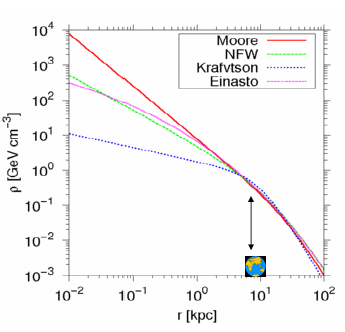 Moore
NFW
Krafvtson
Einasto
ρ [GeV cm⁻³]
10⁴
10³
10²
10¹
10⁰
10⁻¹
10⁻²
10⁻³
10⁻² 10⁻¹ 10⁰ 10¹ 10²
r [kpc]